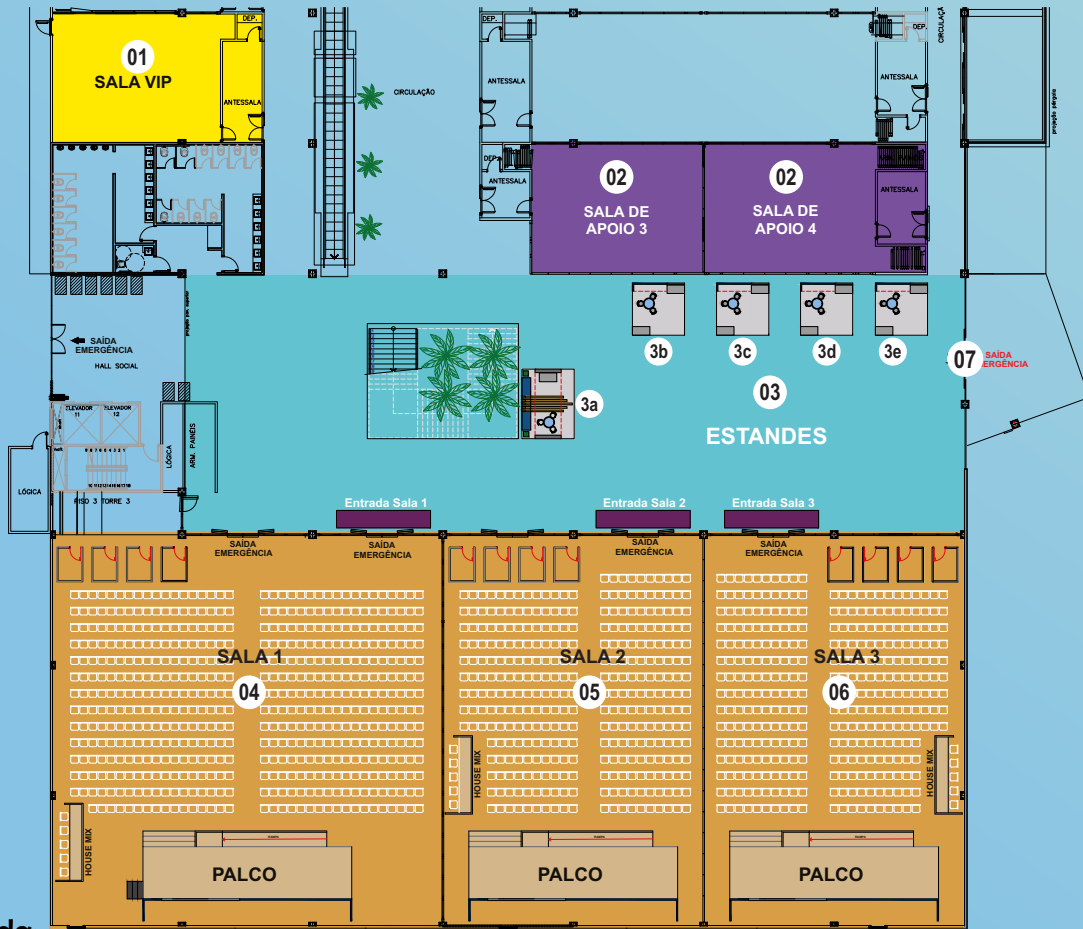 DEP.
01
SALA VIP
ANTESSALA
CIRCULAÇÃO
DEP.
ANTESSALA
DEP.
ANTESSALA
DEP.
CIRCULAÇÃ
ANTESSALA
projeção pérgola
02
SALA DE
APOIO 3
02
SALA DE
APOIO 4
ANTESSALA
SAÍDA
EMERGÊNCIA
HALL SOCIAL
ELEVADOR
11
ELEVADOR
12
LÓGICA
LÓGICA
ARM. PAINÉIS
PISO 3 TORRE 3
3a
3b
3c
3d
3e
03
ESTANDES
07
SAÍDA
ERGÊNCIA
Entrada Sala 1
Entrada Sala 2
Entrada Sala 3
SAÍDA
EMERGÊNCIA
SAÍDA
EMERGÊNCIA
SAÍDA
EMERGÊNCIA
SAÍDA
EMERGÊNCIA
SALA 1
04
SALA 2
05
SALA 3
06
HOUSE MIX
HOUSE MIX
HOUSE MIX
PALCO
PALCO
PALCO